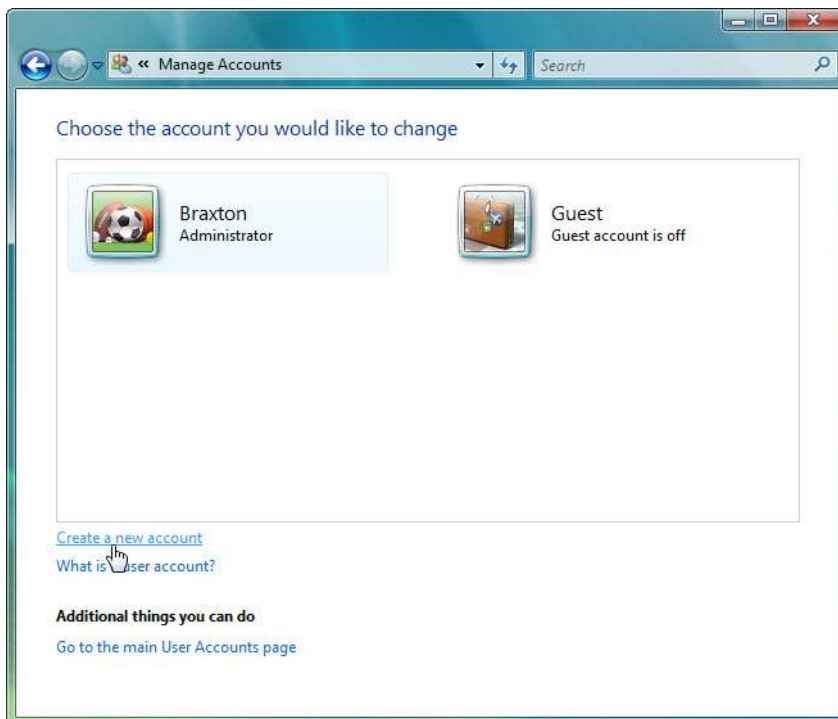 « Manage Accounts
Search
Choose the account you would like to change
Braxton
Administrator
Guest
Guest account is off
Create a new account
What is user account?
Additional things you can do
Go to the main User Accounts page